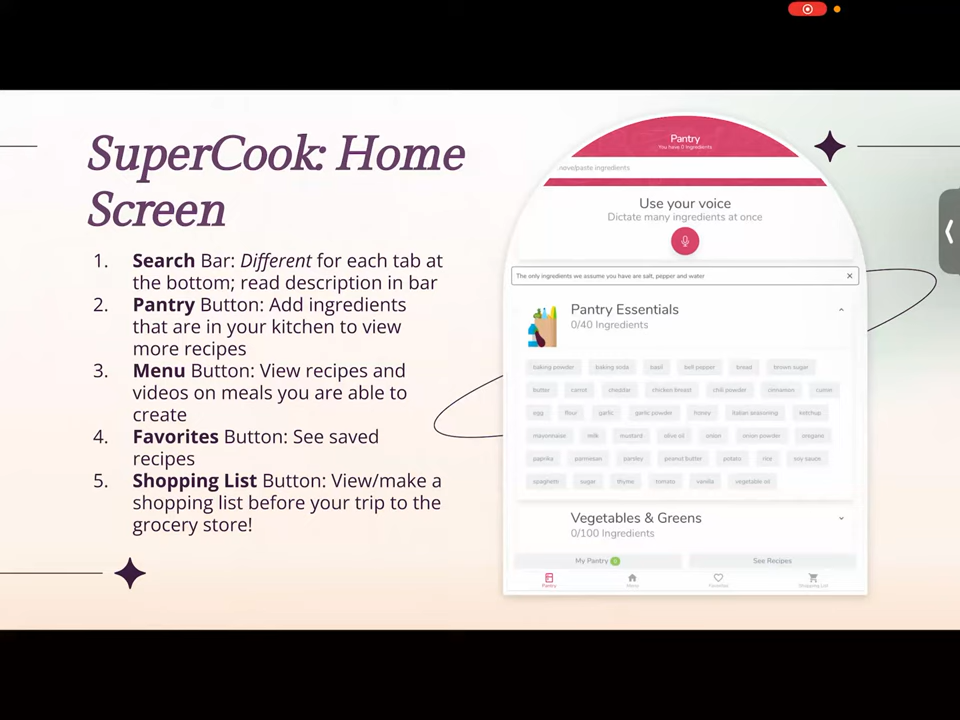 SuperCook: Home
Screen
1. Search Bar: Different for each tab at
the bottom; read description in bar
2. Pantry Button: Add ingredients
that are in your kitchen to view
more recipes
3. Menu Button: View recipes and
videos on meals you are able to
create
4. Favorites Button: See saved
recipes
5. Shopping List Button: View/make a
shopping list before your trip to the
grocery store!
Pantry
You have 0 ingredients
ingredients
Use your voice
Dictate many ingredients at once
The only ingredients we assume you have are salt, pepper and water
Pantry Essentials
0/40 Ingredients
baking powder baking soda basil bell pepper bread brown sugar
butter carrot cheddar chicken breast chili powder cinnamon cumin
egg flour garlic garlic powder honey italian seasoning ketchup
mayonnaise milk mustard olive oil onion onion powder oregano
paprika parmesan parsley peanut butter potato rice soy sauce
spaghetti sugar thyme tomato vanilla vegetable oil
Vegetables & Greens
0/100 Ingredients
My Pantry 0 See Recipes
Pantry Menu Favorites Shopping List